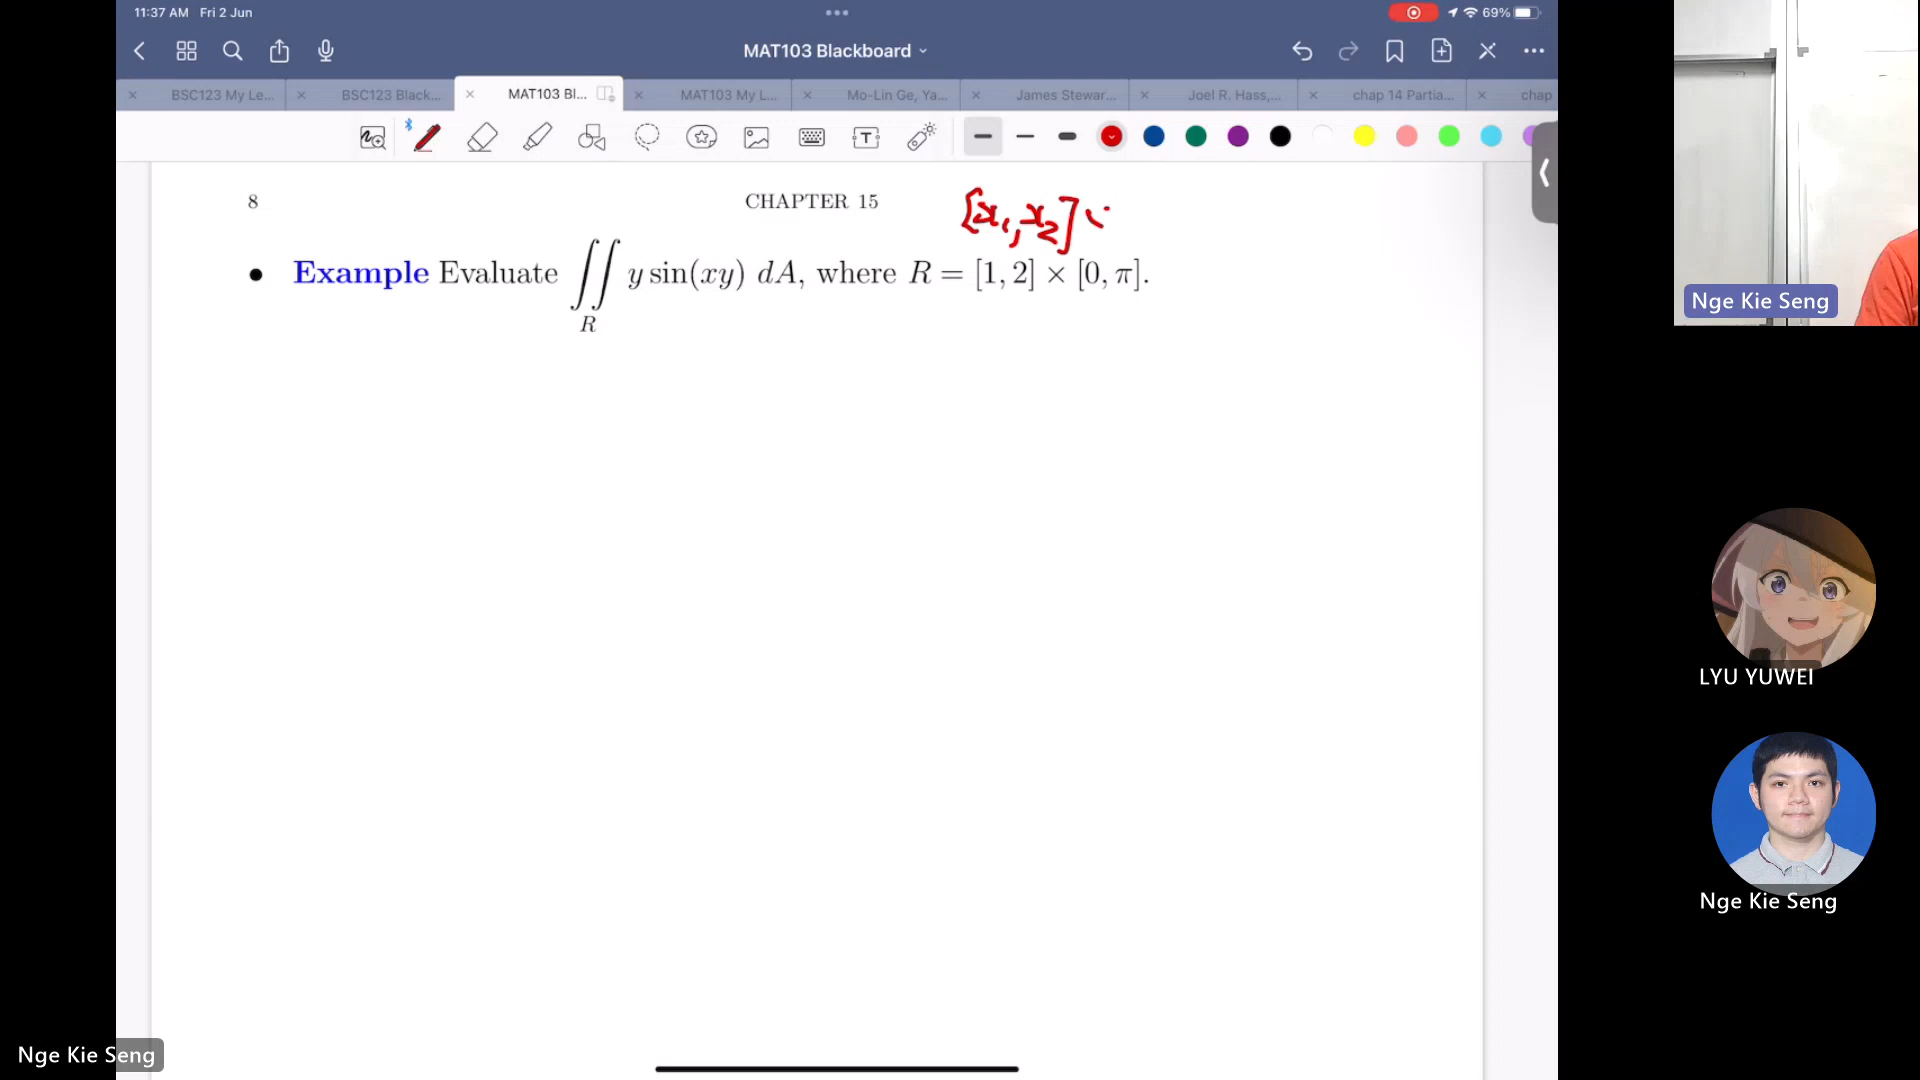 11:37 AM Fri 2 Jun
69%
MAT103 Blackboard
BSC123 My Le...
BSC123 Black...
MAT103 Bl...
MAT103 My L...
Mo-Lin Ge, Ya...
James Stewar...
Joel R. Hass,...
chap 14 Partia...
chap
8 CHAPTER 15
[x₁, x₂] ×
• Example Evaluate ∬_R y sin(xy) dA, where R = [1, 2] × [0, π].
Nge Kie Seng
LYU YUWEI
Nge Kie Seng
Nge Kie Seng